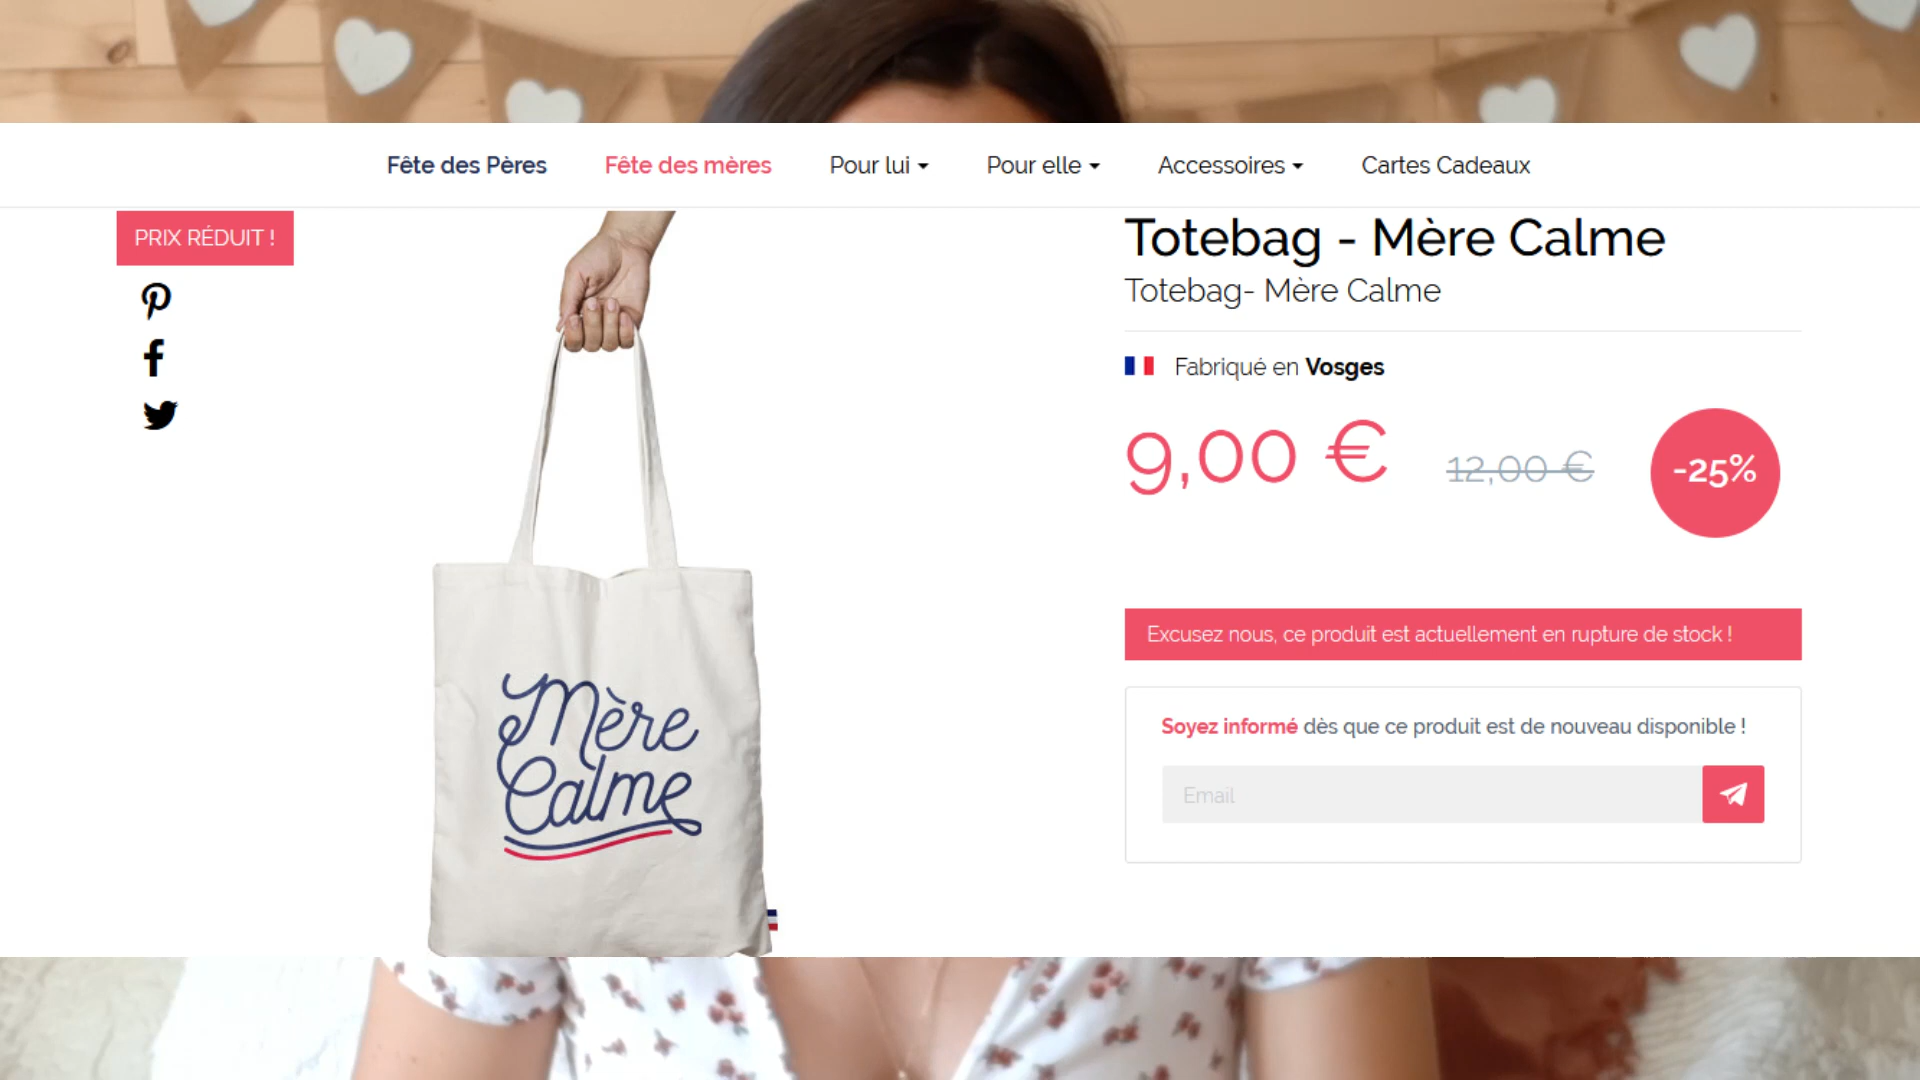 Fête des Pères Fête des mères Pour lui Pour elle Accessoires Cartes Cadeaux
PRIX RÉDUIT !
Mère
Calme
Totebag - Mère Calme
Totebag- Mère Calme
Fabriqué en Vosges
9,00 € 12,00 € -25%
Excusez nous, ce produit est actuellement en rupture de stock !
Soyez informé dès que ce produit est de nouveau disponible !
Email